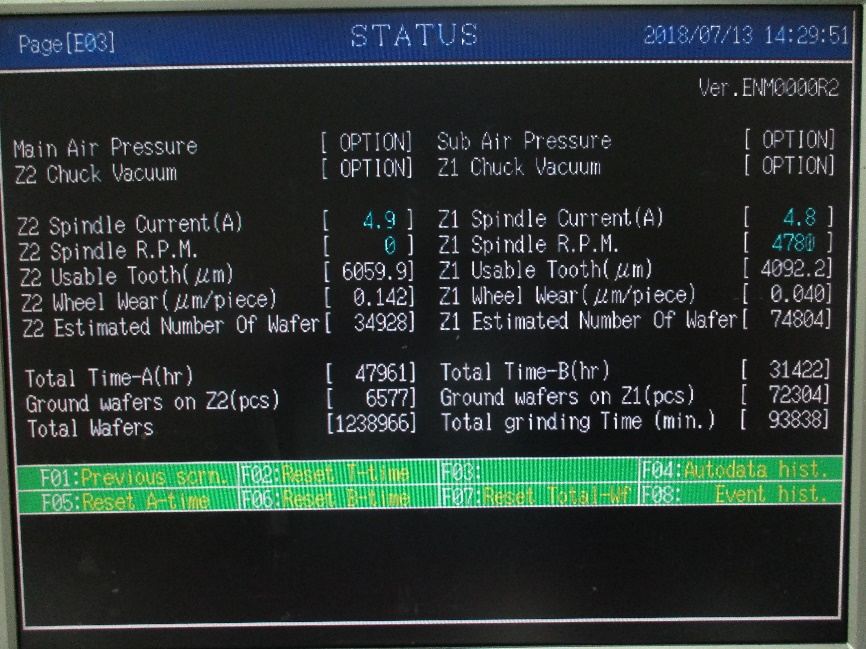 Page[E03] STATUS 2018/07/13 14:29:51
Ver.ENM0000R2
Main Air Pressure [ OPTION] Sub Air Pressure [ OPTION]
Z2 Chuck Vacuum [ OPTION] Z1 Chuck Vacuum [ OPTION]
Z2 Spindle Current(A) [ 4.9 ] Z1 Spindle Current(A) [ 4.8 ]
Z2 Spindle R.P.M. [ 0 ] Z1 Spindle R.P.M. [ 4780 ]
Z2 Usable Tooth(μm) [ 6059.9] Z1 Usable Tooth(μm) [ 4092.2]
Z2 Wheel Wear(μm/piece) [ 0.142] Z1 Wheel Wear(μm/piece) [ 0.040]
Z2 Estimated Number Of Wafer[ 34928] Z1 Estimated Number Of Wafer[ 74804]
Total Time-A(hr) [ 47961] Total Time-B(hr) [ 31422]
Ground wafers on Z2(pcs) [ 6577] Ground wafers on Z1(pcs) [ 72304]
Total Wafers [1238966] Total grinding Time (min.) [ 93838]
F01:Previous scrn. F02:Reset T-time F03: F04:Autodata hist.
F05:Reset A-time F06:Reset B-time F07:Reset Total-Wf F08: Event hist.